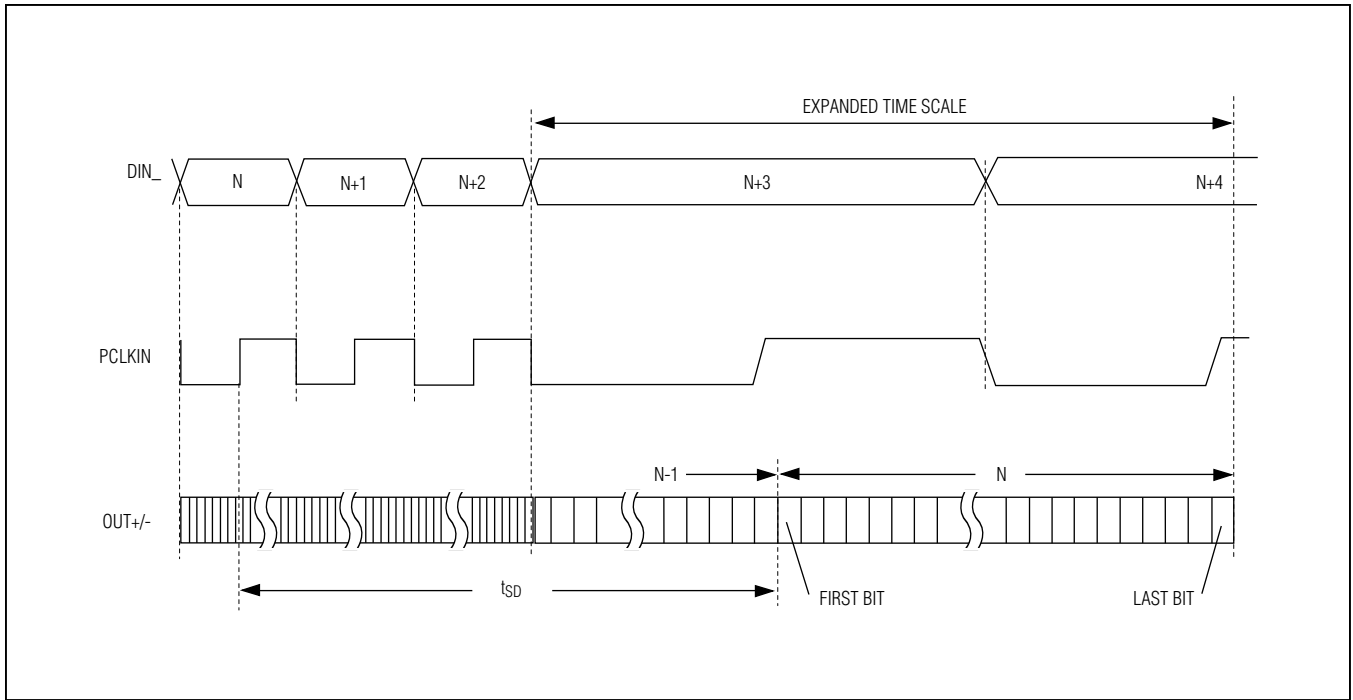 EXPANDED TIME SCALE
DIN_
N
N+1
N+2
N+3
N+4
PCLKIN
N-1
N
OUT+/-
tSD
FIRST BIT
LAST BIT